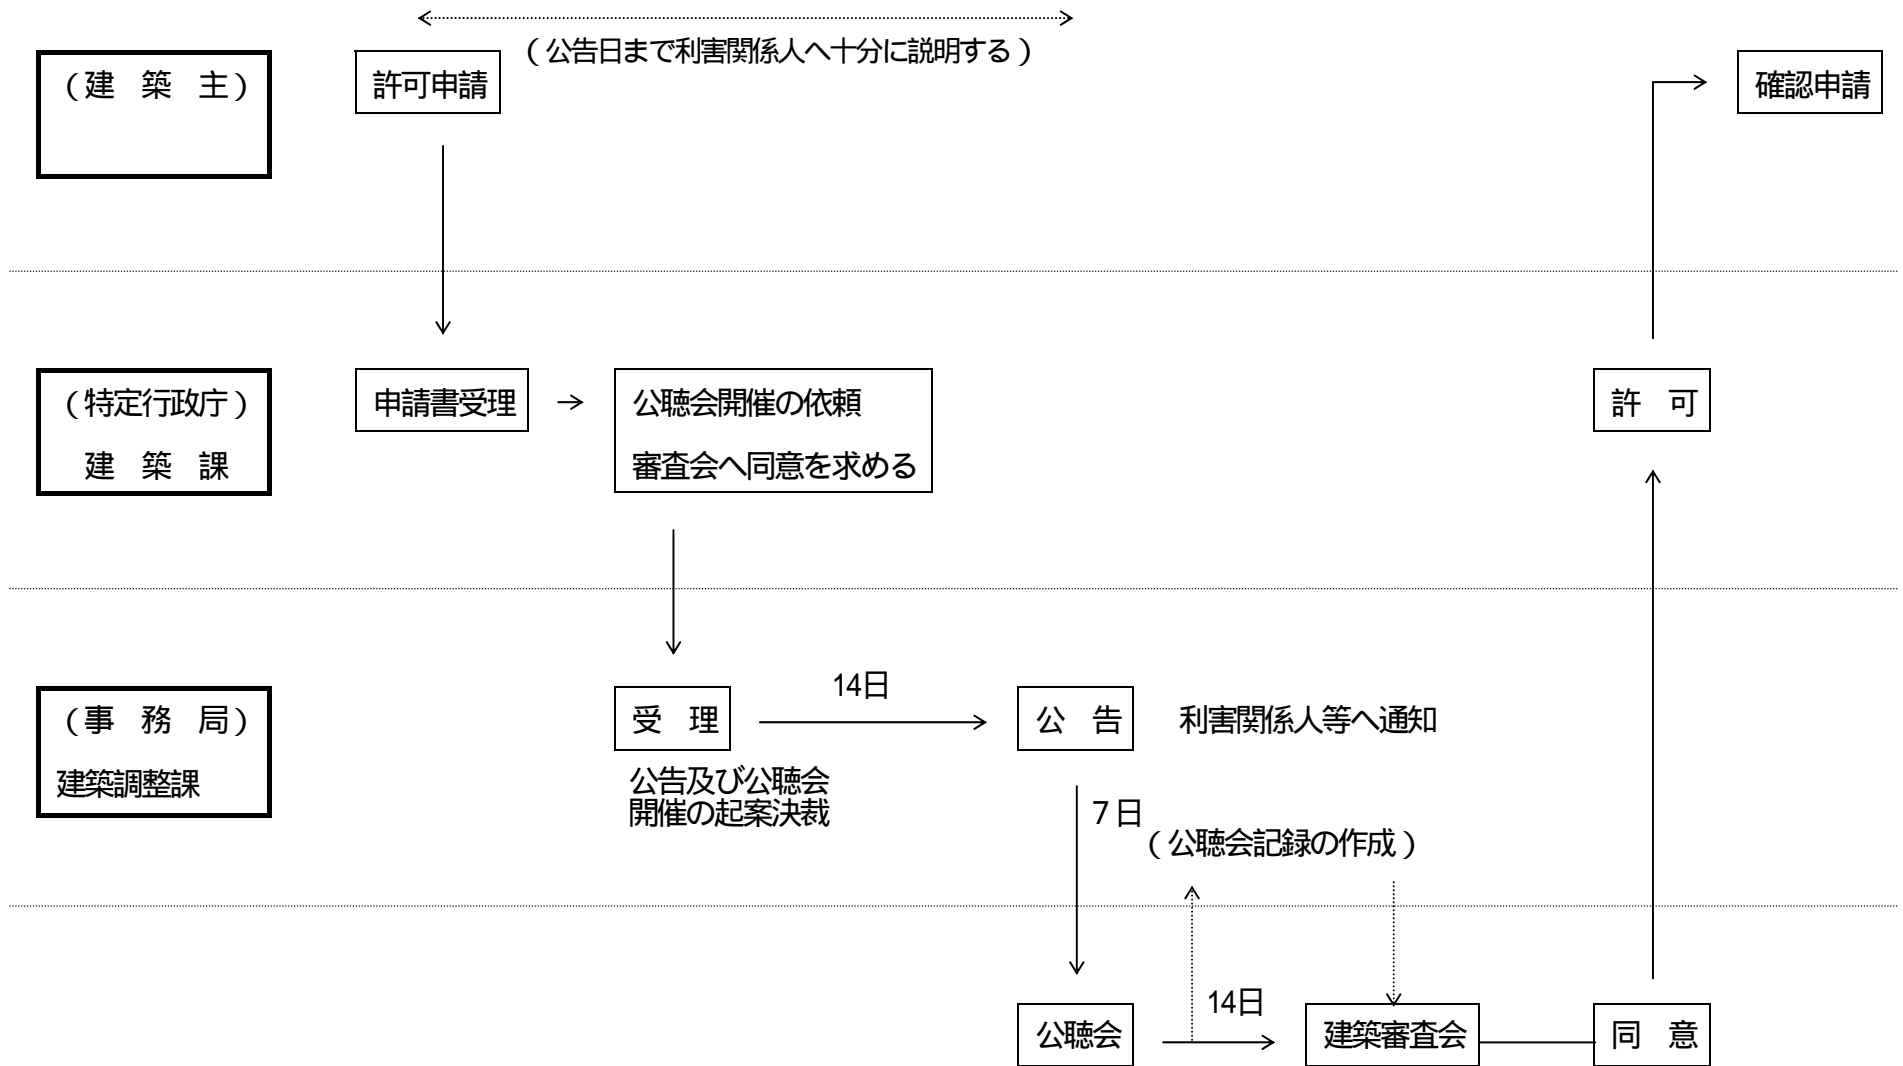 （公告日まで利害関係人へ十分に説明する）
（建　築　主）
許可申請
確認申請
（特定行政庁）
建　築　課
申請書受理
公聴会開催の依頼
審査会へ同意を求める
許　可
（事　務　局）
建築調整課
受　理
14日
公　告
利害関係人等へ通知
公告及び公聴会
開催の起案決裁
７日
（公聴会記録の作成）
公聴会
14日
建築審査会
同　意